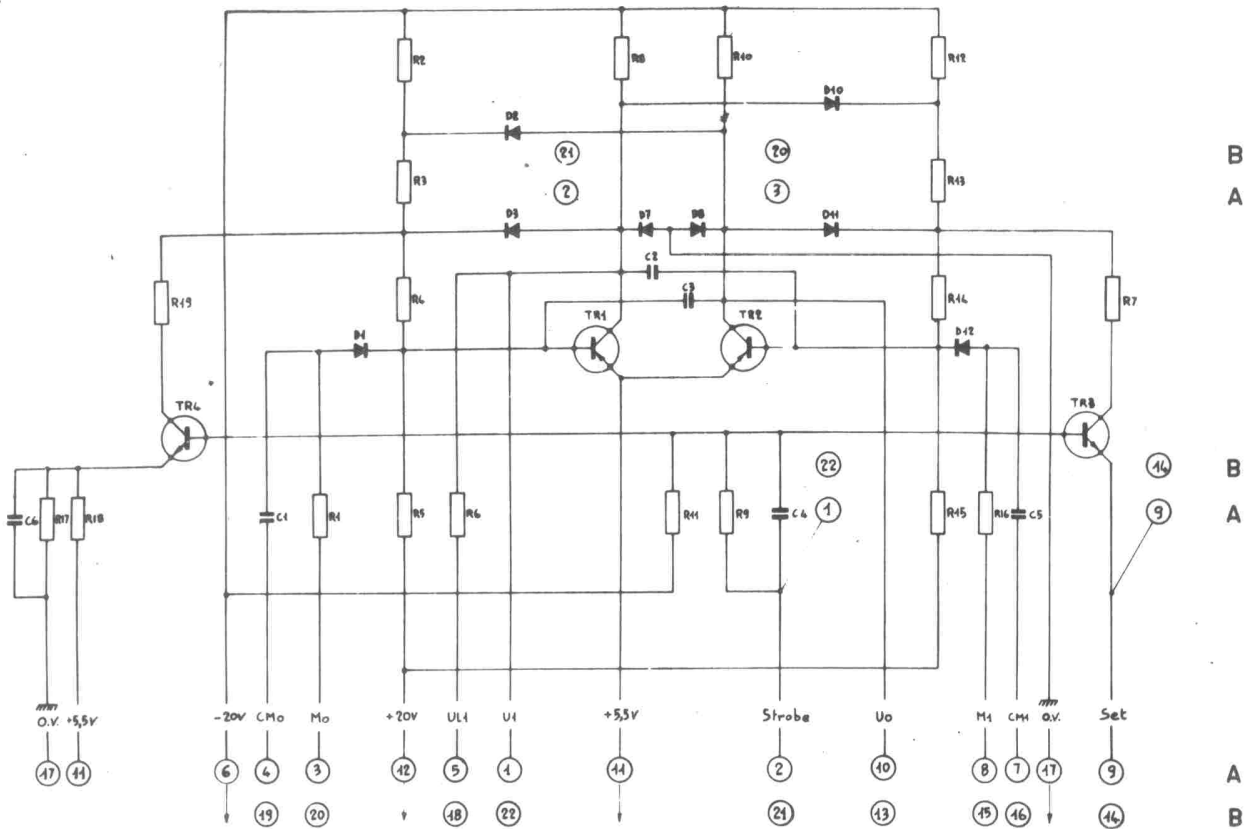 R2 R8 R10 R12
D10
D2
21 20 B
R3 2 3 R13 A
D3 D7 D8 D11
C2
R19 R4 C3 R14 R7
TR1 TR2
D1 D12
TR4 TR3
22 14 B
C6 R17 R18 C1 R1 R5 R6 R11 R9 C4 1 R15 R16 C5 9 A
O.V. +5,5V -20V CMo Mo +20V UL1 U1 +5,5V Strobe Uo M1 CM1 O.V. Set
17 11 6 4 3 12 5 1 11 2 10 8 7 17 9 A
19 20 18 22 21 13 15 16 14 B